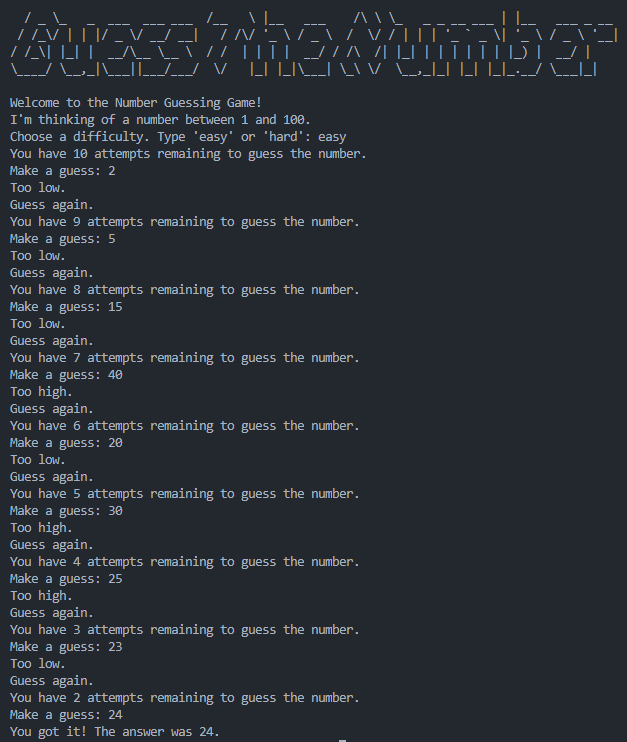 Guess The Number
Welcome to the Number Guessing Game!
I'm thinking of a number between 1 and 100.
Choose a difficulty. Type 'easy' or 'hard': easy
You have 10 attempts remaining to guess the number.
Make a guess: 2
Too low.
Guess again.
You have 9 attempts remaining to guess the number.
Make a guess: 5
Too low.
Guess again.
You have 8 attempts remaining to guess the number.
Make a guess: 15
Too low.
Guess again.
You have 7 attempts remaining to guess the number.
Make a guess: 40
Too high.
Guess again.
You have 6 attempts remaining to guess the number.
Make a guess: 20
Too low.
Guess again.
You have 5 attempts remaining to guess the number.
Make a guess: 30
Too high.
Guess again.
You have 4 attempts remaining to guess the number.
Make a guess: 25
Too high.
Guess again.
You have 3 attempts remaining to guess the number.
Make a guess: 23
Too low.
Guess again.
You have 2 attempts remaining to guess the number.
Make a guess: 24
You got it! The answer was 24.